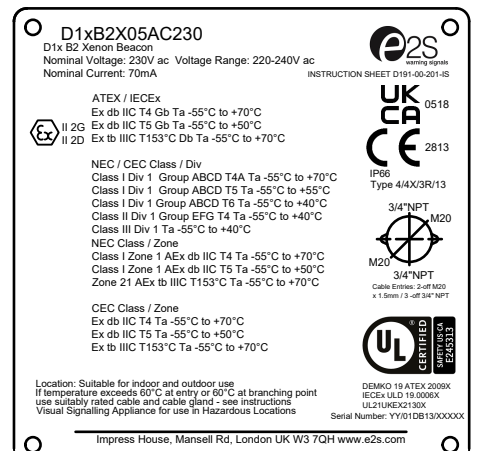 D1xB2X05AC230
D1x B2 Xenon Beacon
Nominal Voltage: 230V ac Voltage Range: 220-240V ac
Nominal Current: 70mA
e2S
warning signals
INSTRUCTION SHEET D191-00-201-IS
ATEX / IECEx
Ex db IIC T4 Gb Ta -55°C to +70°C
Ex db IIC T5 Gb Ta -55°C to +50°C
Ex tb IIIC T153°C Db Ta -55°C to +70°C
Ex
II 2G
II 2D
NEC / CEC Class / Div
Class I Div 1 Group ABCD T4A Ta -55°C to +70°C
Class I Div 1 Group ABCD T5 Ta -55°C to +55°C
Class I Div 1 Group ABCD T6 Ta -55°C to +40°C
Class II Div 1 Group EFG T4 Ta -55°C to +40°C
Class III Div 1 Ta -55°C to +40°C
NEC Class / Zone
Class I Zone 1 AEx db IIC T4 Ta -55°C to +70°C
Class I Zone 1 AEx db IIC T5 Ta -55°C to +50°C
Zone 21 AEx tb IIIC T153°C Ta -55°C to +70°C
CEC Class / Zone
Ex db IIC T4 Ta -55°C to +70°C
Ex db IIC T5 Ta -55°C to +50°C
Ex tb IIIC T153°C Ta -55°C to +70°C
UK
CA
0518
CE
2813
IP66
Type 4/4X/3R/13
3/4"NPT
M20
M20
3/4"NPT
Cable Entries: 2-off M20
x 1.5mm / 3 -off 3/4" NPT
UL
®
CERTIFIED
SAFETY US-CA
E245313
Location: Suitable for indoor and outdoor use
If temperature exceeds 60°C at entry or 60°C at branching point
use suitably rated cable and cable gland - see instructions
Visual Signalling Appliance for use in Hazardous Locations
DEMKO 19 ATEX 2009X
IECEx ULD 19.0006X
UL21UKEX2130X
Serial Number: YY/01DB13/XXXXX
Impress House, Mansell Rd, London UK W3 7QH www.e2s.com